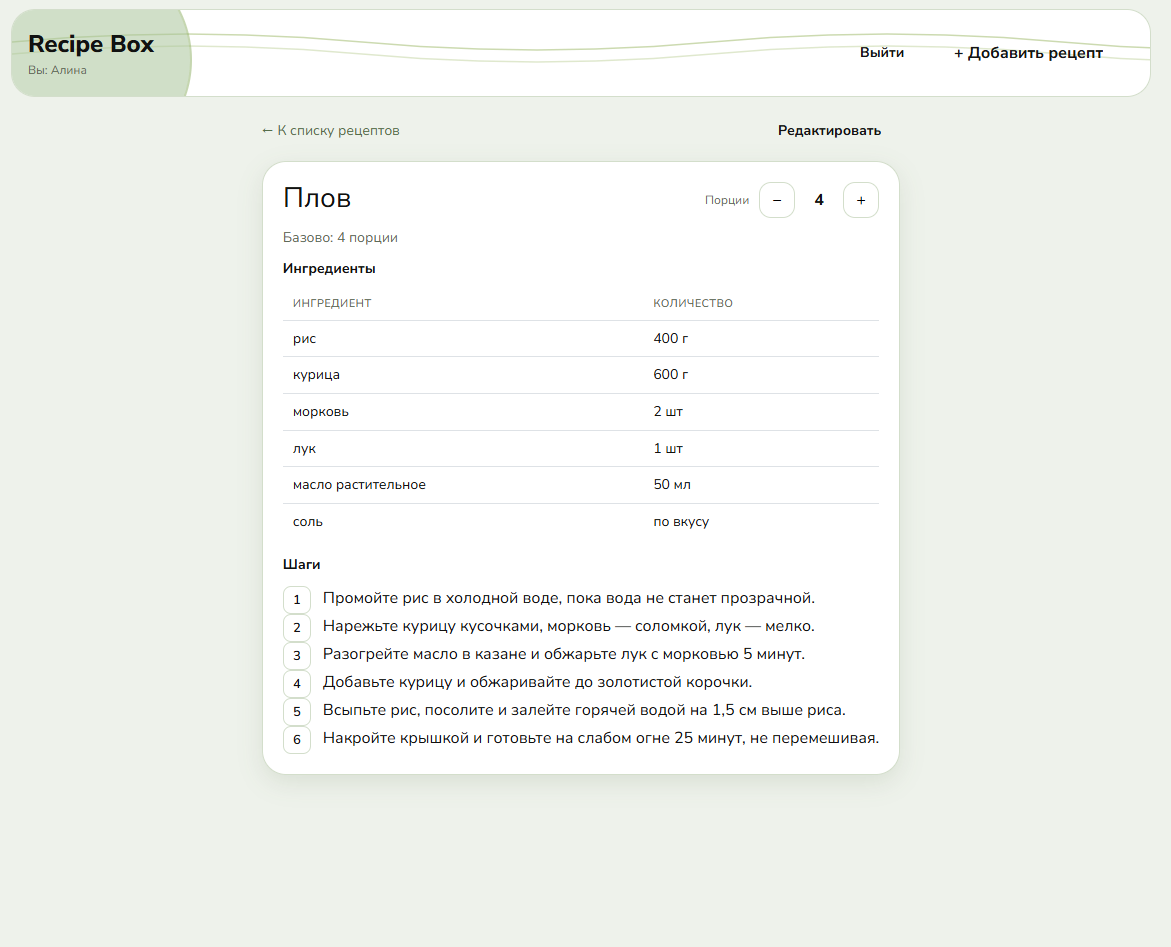 Recipe Box
Вы: Алина
Выйти
+ Добавить рецепт
← К списку рецептов
Редактировать
Плов
Порции − 4 +
Базово: 4 порции
Ингредиенты
ИНГРЕДИЕНТ КОЛИЧЕСТВО
рис 400 г
курица 600 г
морковь 2 шт
лук 1 шт
масло растительное 50 мл
соль по вкусу
Шаги
1 Промойте рис в холодной воде, пока вода не станет прозрачной.
2 Нарежьте курицу кусочками, морковь — соломкой, лук — мелко.
3 Разогрейте масло в казане и обжарьте лук с морковью 5 минут.
4 Добавьте курицу и обжаривайте до золотистой корочки.
5 Всыпьте рис, посолите и залейте горячей водой на 1,5 см выше риса.
6 Накройте крышкой и готовьте на слабом огне 25 минут, не перемешивая.